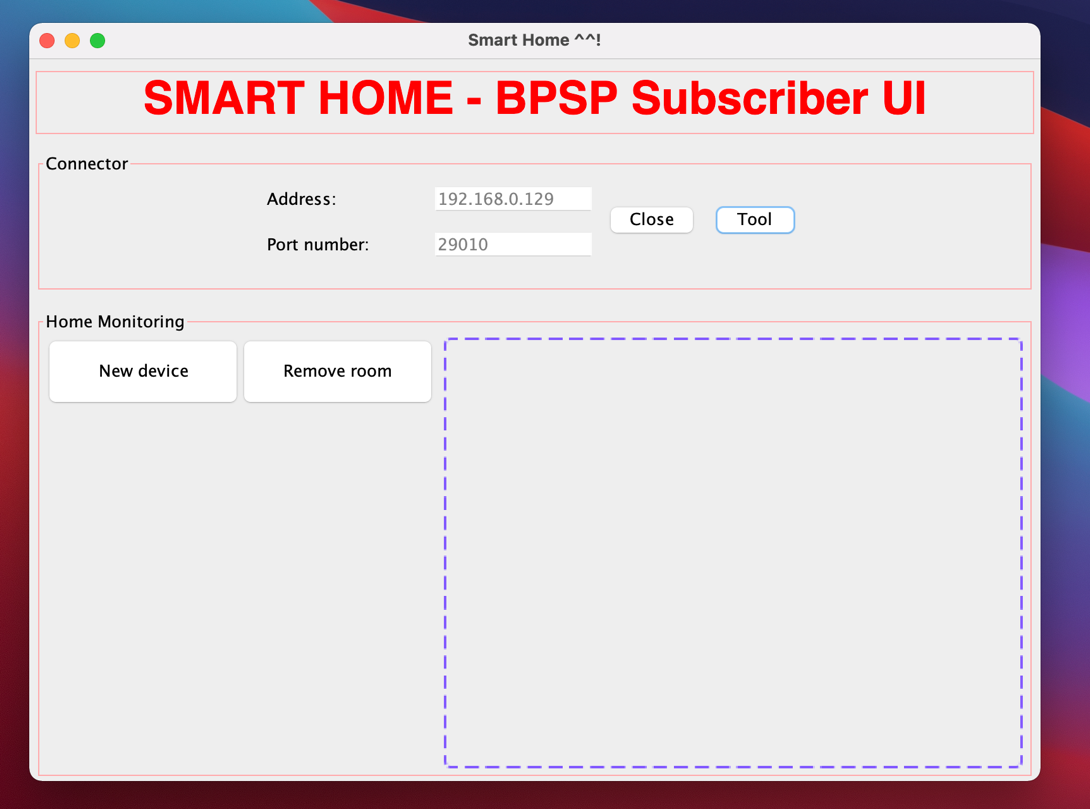 Smart Home ^^!
SMART HOME - BPSP Subscriber UI
Connector
Address: 192.168.0.129
Close Tool
Port number: 29010
Home Monitoring
New device Remove room